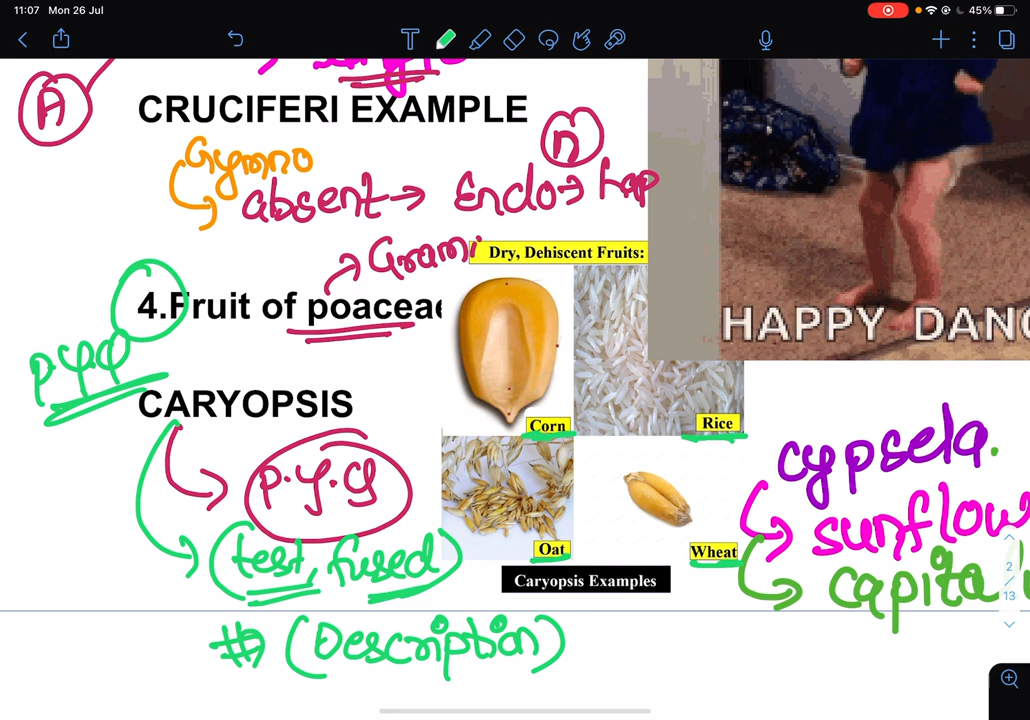 11:07 Mon 26 Jul
45%
T
A
CRUCIFERI EXAMPLE
n
Gymno
absent → Endo → hap
→ Grami
Dry, Dehiscent Fruits:
4.Fruit of poaceae
HAPPY DANC
p.y.q
CARYOPSIS
Corn
Rice
p.y.q
cypsela.
sunflow
(test, fused)
Oat
Wheat
capita
2
13
Caryopsis Examples
# (Description)